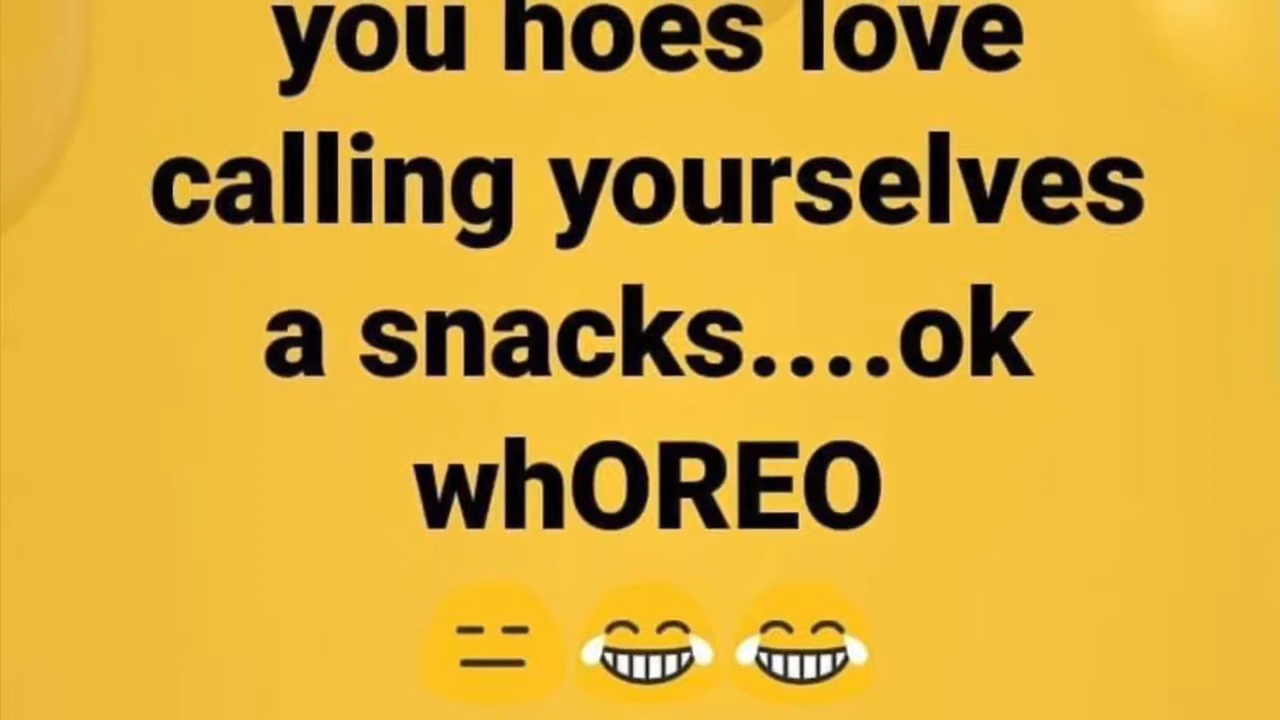 you hoes love
calling yourselves
a snacks....ok
whOREO
😑😂😂